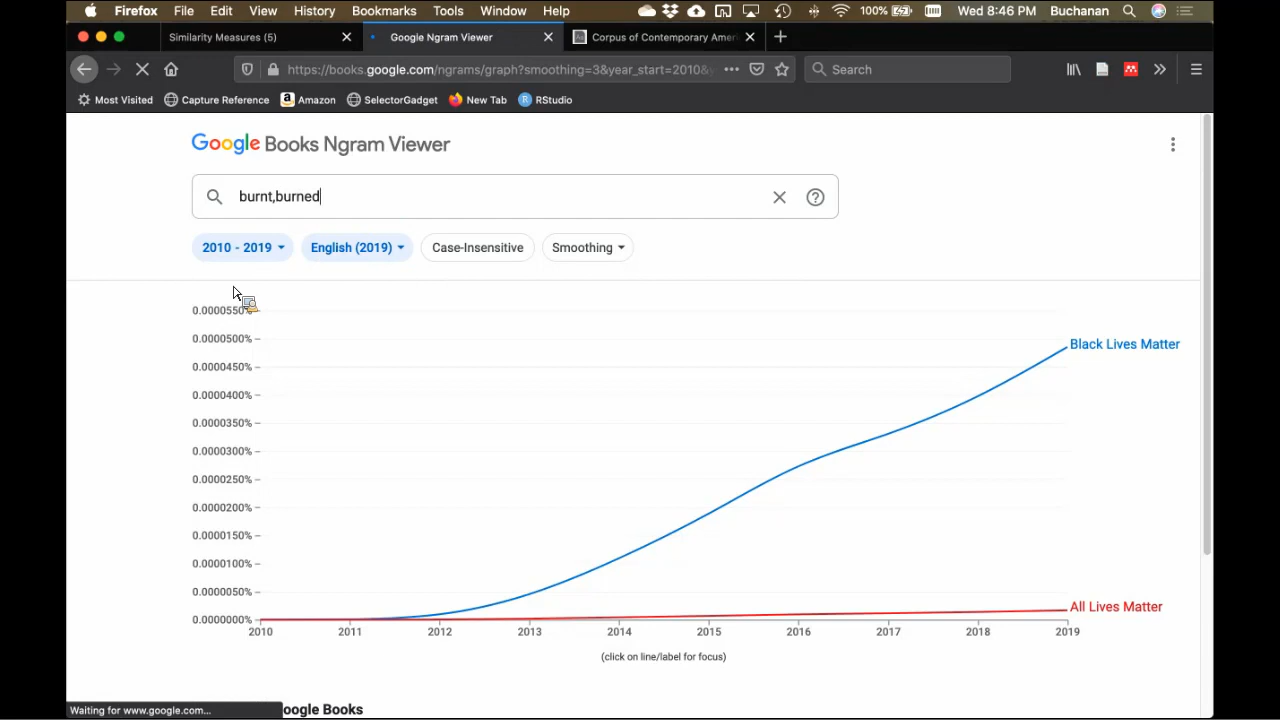 Firefox File Edit View History Bookmarks Tools Window Help 100% Wed 8:46 PM Buchanan
Similarity Measures (5) Google Ngram Viewer Corpus of Contemporary Ameri
https://books.google.com/ngrams/graph?smoothing=3&year_start=2010& Search
Most Visited Capture Reference Amazon SelectorGadget New Tab RStudio
Google Books Ngram Viewer
burnt,burned
2010 - 2019 English (2019) Case-Insensitive Smoothing
0.0000550%
0.0000500%
Black Lives Matter
0.0000450%
0.0000400%
0.0000350%
0.0000300%
0.0000250%
0.0000200%
0.0000150%
0.0000100%
0.0000050%
All Lives Matter
0.0000000%
2010 2011 2012 2013 2014 2015 2016 2017 2018 2019
(click on line/label for focus)
Waiting for www.google.com... oogle Books